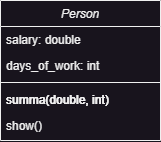 Person
salary: double
days_of_work: int
summa(double, int)
show()